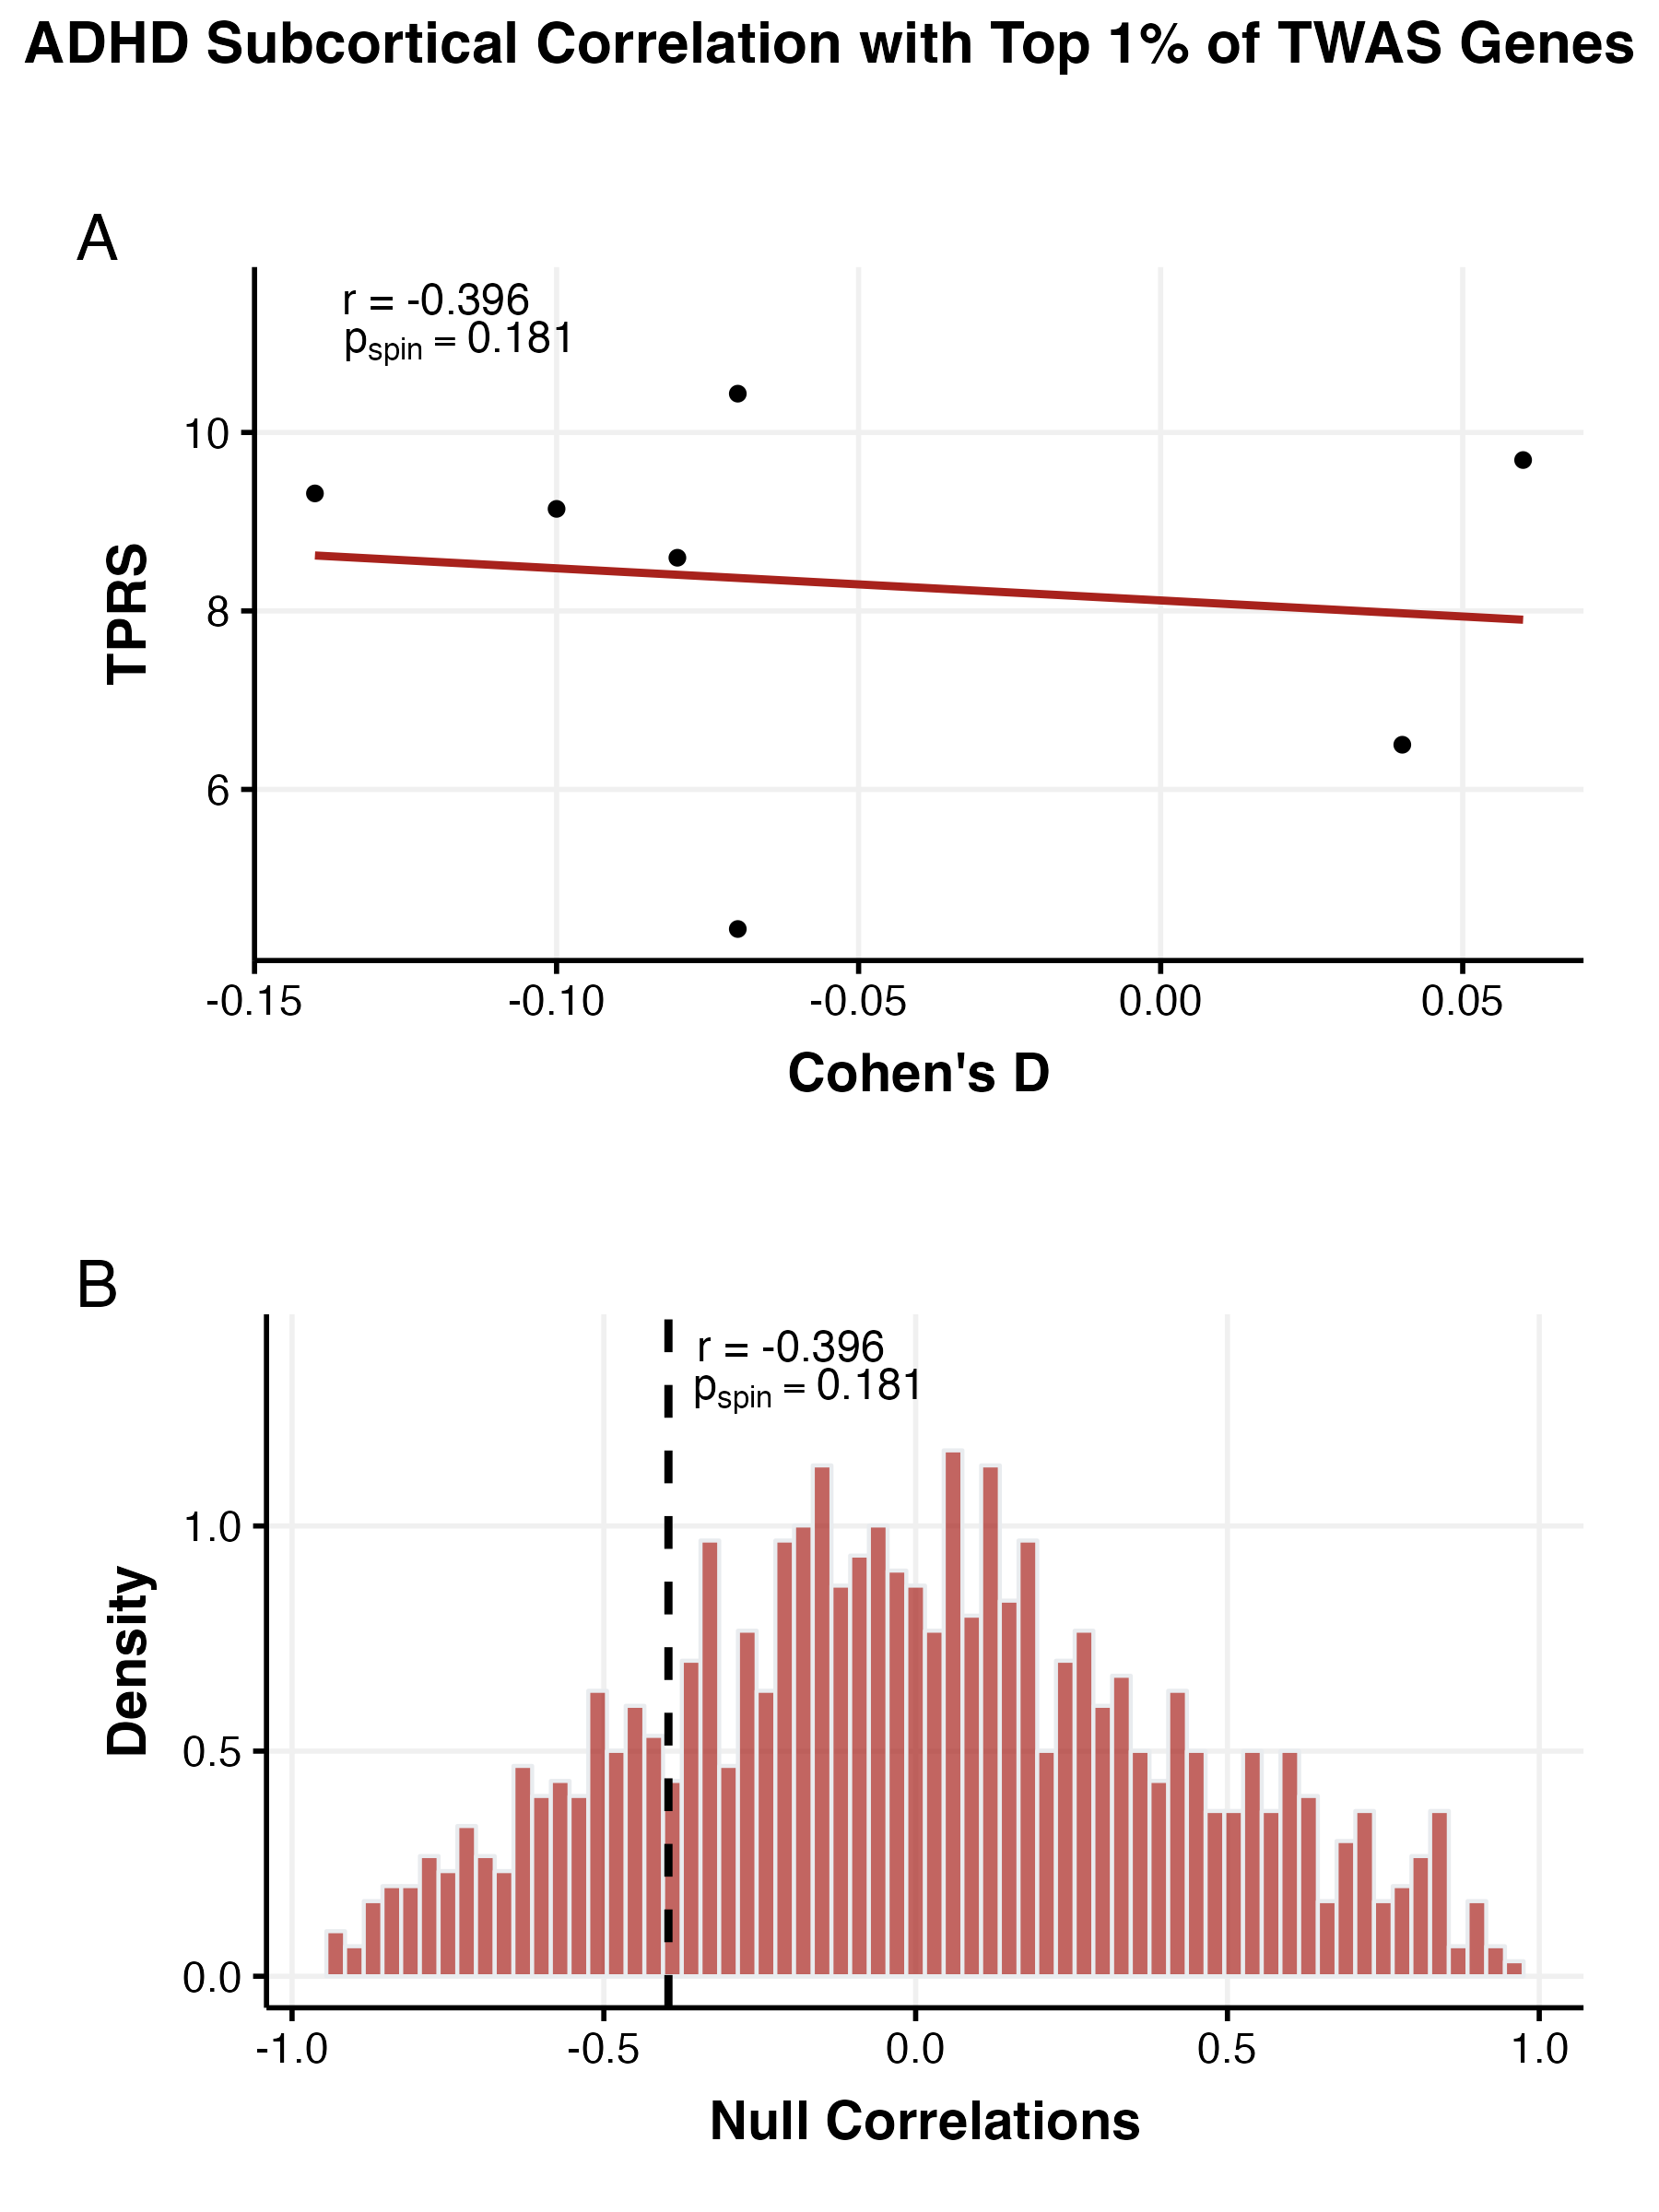 ADHD Subcortical Correlation with Top 1% of TWAS Genes
A
r = -0.396
pspin = 0.181
10
8
6
TPRS
-0.15 -0.10 -0.05 0.00 0.05
Cohen's D
B
r = -0.396
pspin = 0.181
1.0
0.5
0.0
Density
-1.0 -0.5 0.0 0.5 1.0
Null Correlations